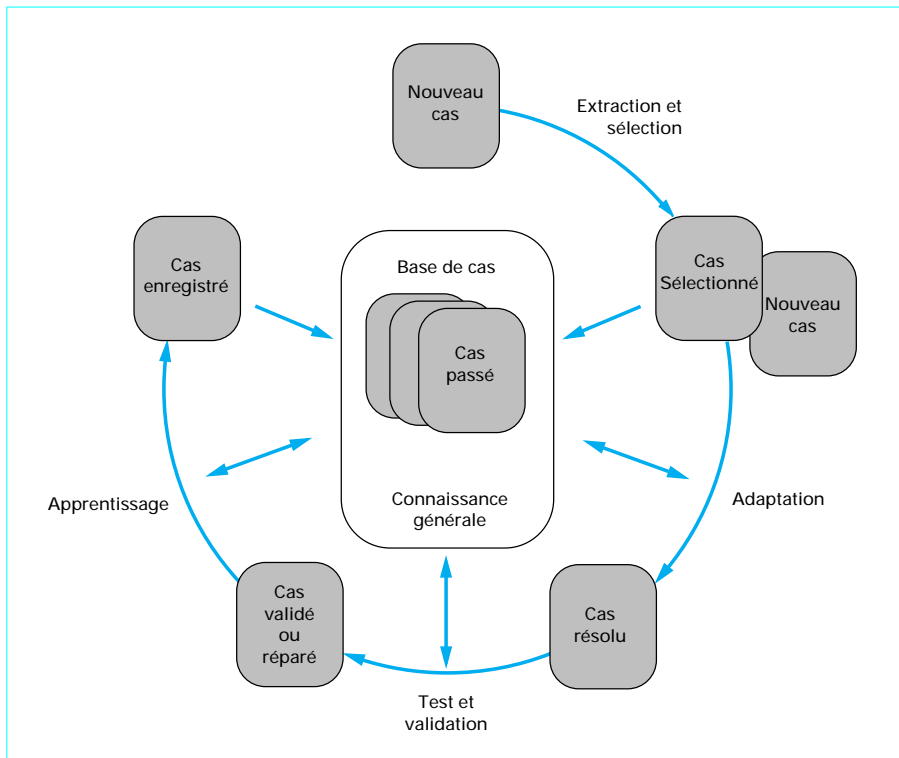 Nouveau
cas
Extraction et
sélection
Cas
Sélectionné
Nouveau
cas
Adaptation
Cas
résolu
Test et
validation
Cas
validé
ou
réparé
Apprentissage
Cas
enregistré
Base de cas
Cas
passé
Connaissance
générale